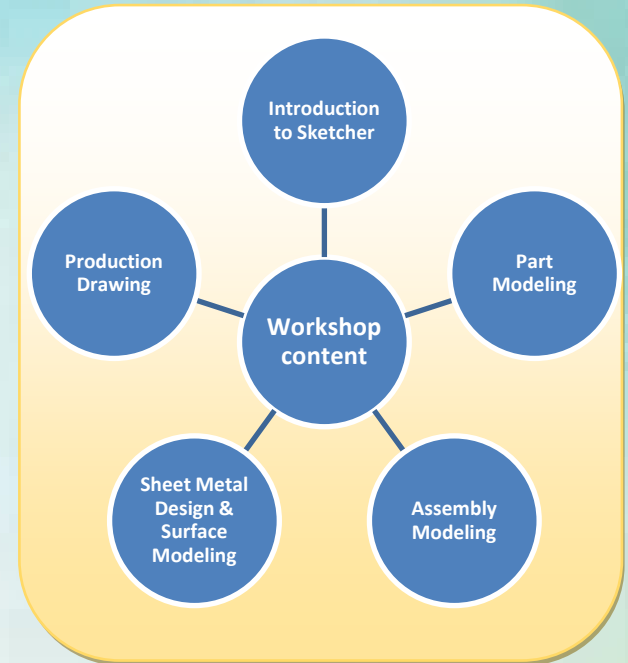 Introduction
to Sketcher
Part
Modeling
Assembly
Modeling
Sheet Metal
Design &
Surface
Modeling
Production
Drawing
Workshop
content